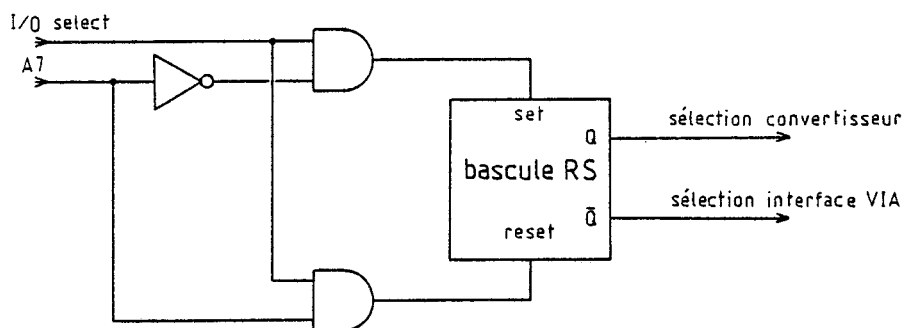 I/O select
A7
set
Q
sélection convertisseur
bascule RS
sélection interface VIA
Q̄
reset